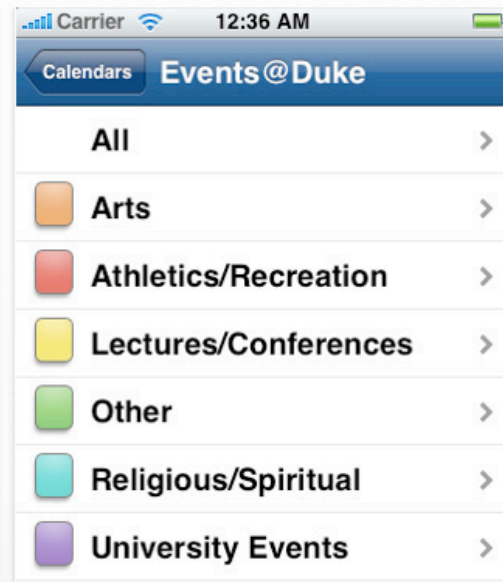 Carrier 12:36 AM
Calendars Events@Duke
All
Arts
Athletics/Recreation
Lectures/Conferences
Other
Religious/Spiritual
University Events